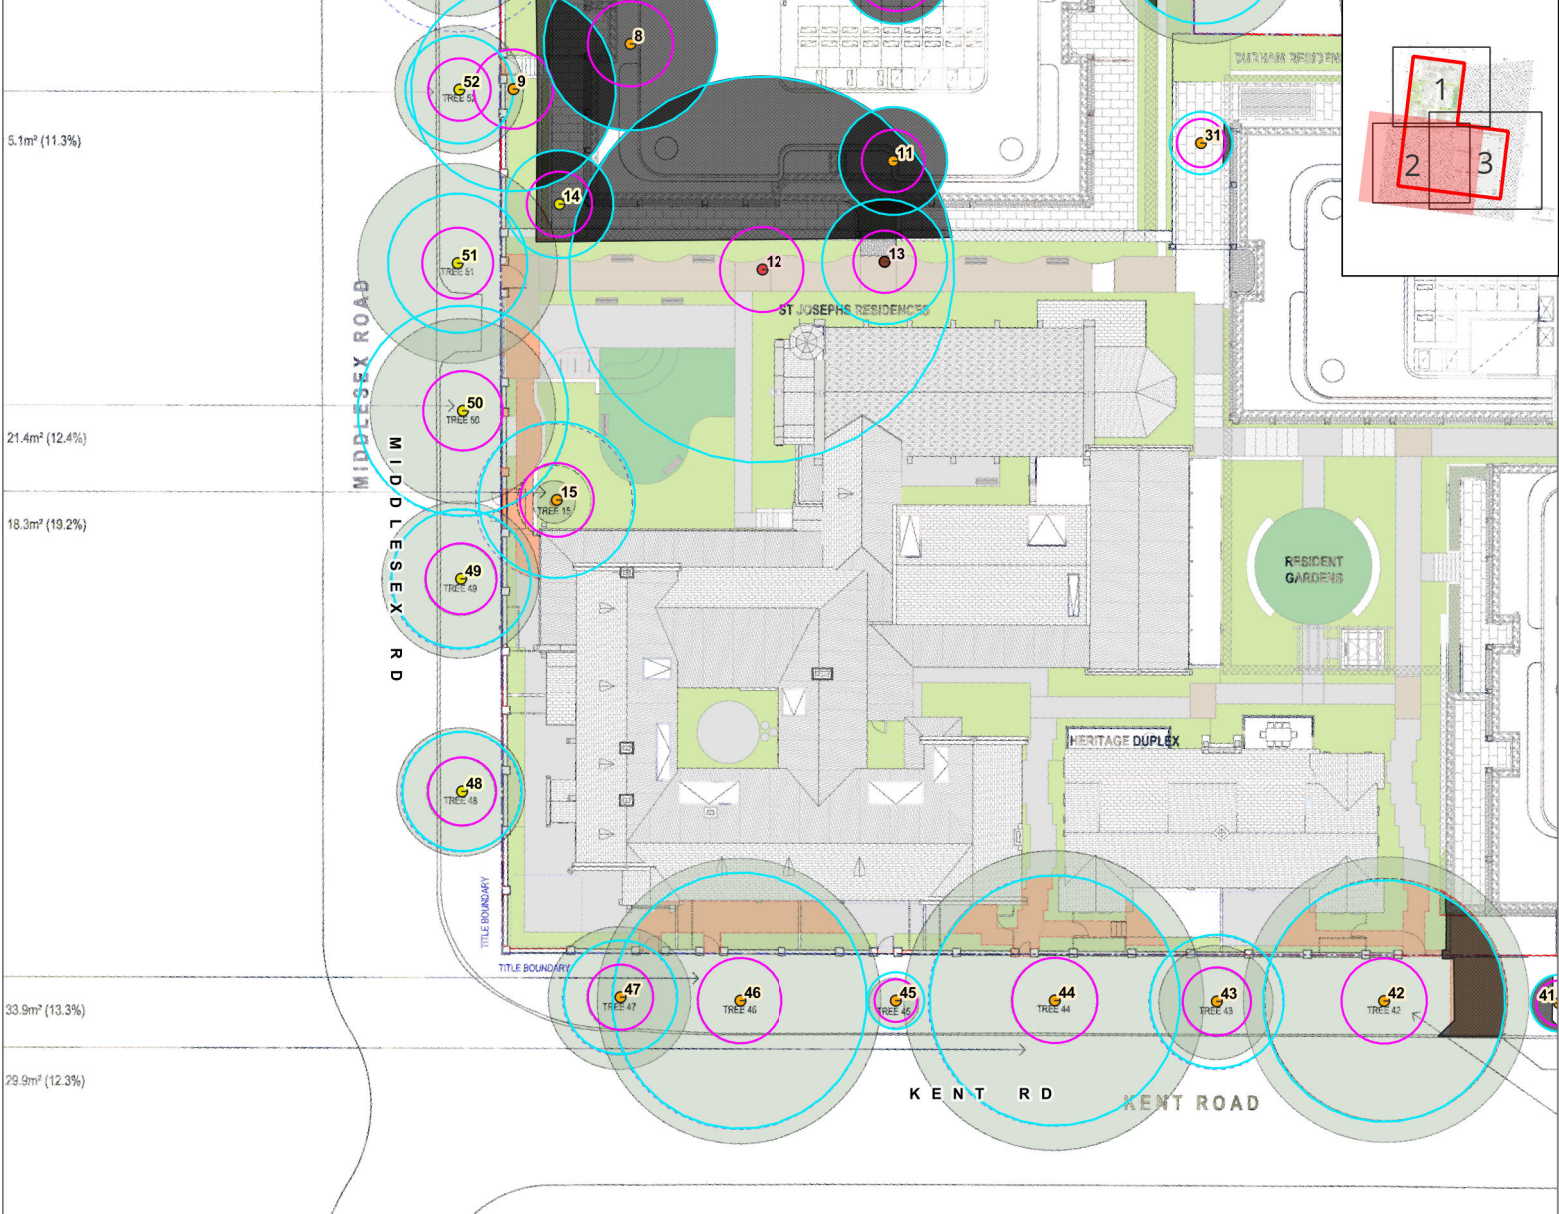 8
DURHAM RESIDEN
52
TREE 52
9
1
5.1m² (11.3%)
31
11
2
3
14
51
TREE 51
12
13
ST JOSEPHS RESIDENCES
MIDDLESEX ROAD
50
TREE 50
21.4m² (12.4%)
MIDDLESEX RD
15
TREE 15
18.3m² (19.2%)
49
TREE 49
RESIDENT
GARDENS
HERITAGE DUPLEX
48
TREE 48
TITLE BOUNDARY
TITLE BOUNDARY
47
TREE 47
46
TREE 46
45
TREE 45
44
TREE 44
43
TREE 43
42
TREE 42
41
33.9m² (13.3%)
29.9m² (12.3%)
KENT RD
KENT ROAD